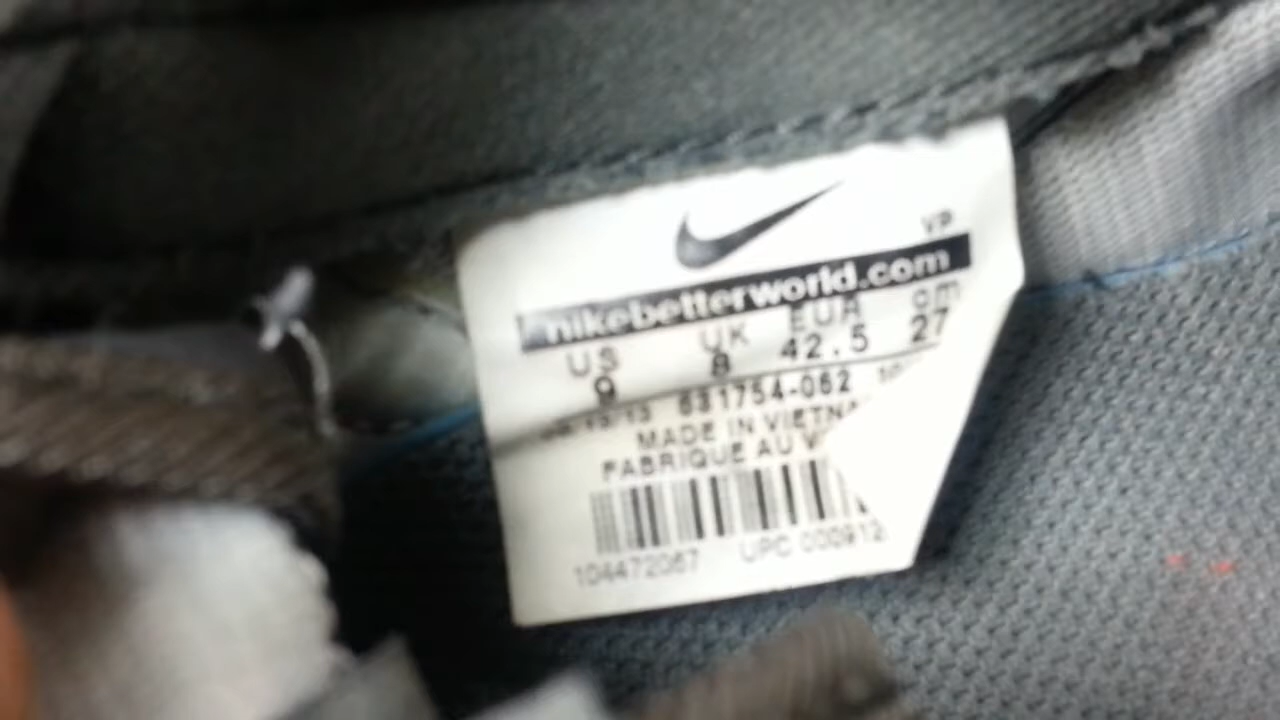 VP
nikebetterworld.com
US UK EUR cm
9 8 42.5 27
631754-062
MADE IN VIETNA
FABRIQUE AU V
104472067 UPC 000912